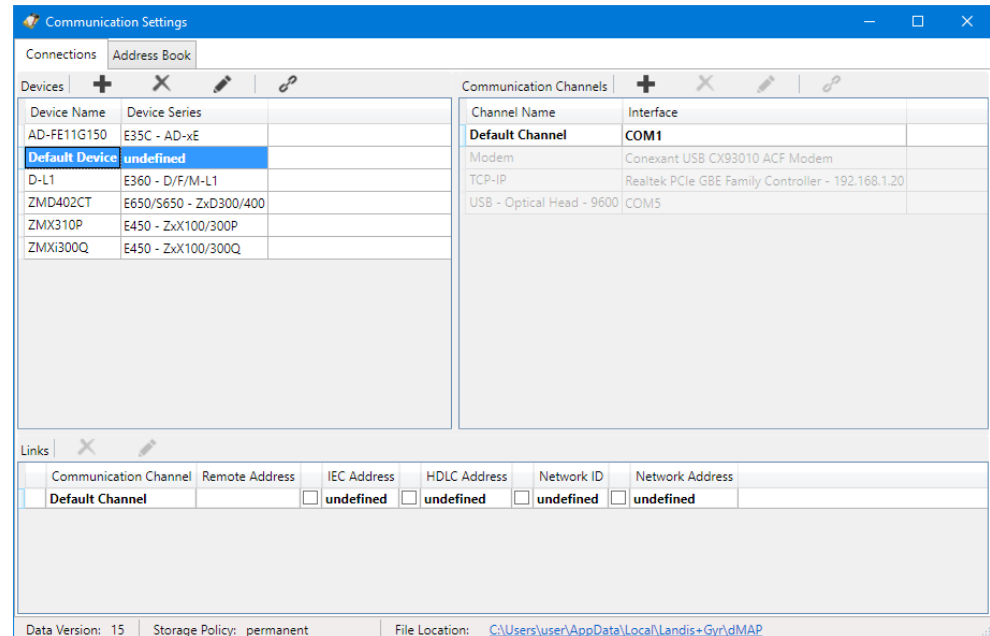 Communication Settings
Connections Address Book
Devices
Device Name Device Series
AD-FE11G150 E35C - AD-xE
Default Device undefined
D-L1 E360 - D/F/M-L1
ZMD402CT E650/S650 - ZxD300/400
ZMX310P E450 - ZxX100/300P
ZMXi300Q E450 - ZxX100/300Q
Communication Channels
Channel Name Interface
Default Channel COM1
Modem Conexant USB CX93010 ACF Modem
TCP-IP Realtek PCIe GBE Family Controller - 192.168.1.20
USB - Optical Head - 9600 COM5
Links
Communication Channel Remote Address IEC Address HDLC Address Network ID Network Address
Default Channel undefined undefined undefined undefined
Data Version: 15 Storage Policy: permanent File Location: C:\Users\user\AppData\Local\Landis+Gyr\dMAP